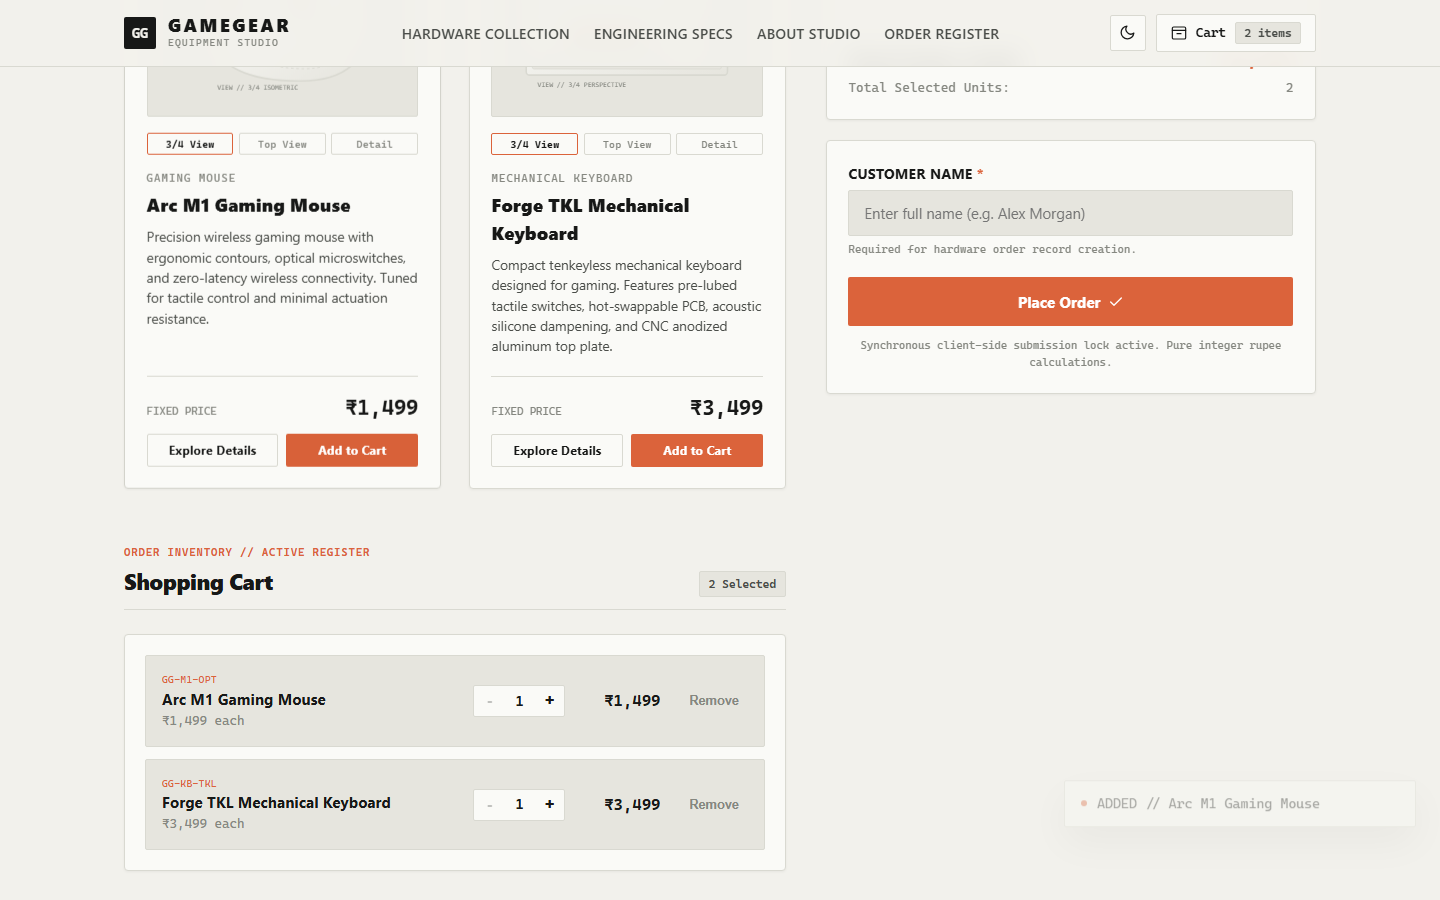 GG
GAMEGEAR
EQUIPMENT STUDIO
HARDWARE COLLECTION
ENGINEERING SPECS
ABOUT STUDIO
ORDER REGISTER
Cart
2 items
VIEW // 3/4 ISOMETRIC
3/4 View
Top View
Detail
GAMING MOUSE
Arc M1 Gaming Mouse
Precision wireless gaming mouse with
ergonomic contours, optical microswitches,
and zero-latency wireless connectivity. Tuned
for tactile control and minimal actuation
resistance.
FIXED PRICE
₹1,499
Explore Details
Add to Cart
VIEW // 3/4 PERSPECTIVE
3/4 View
Top View
Detail
MECHANICAL KEYBOARD
Forge TKL Mechanical
Keyboard
Compact tenkeyless mechanical keyboard
designed for gaming. Features pre-lubed
tactile switches, hot-swappable PCB, acoustic
silicone dampening, and CNC anodized
aluminum top plate.
FIXED PRICE
₹3,499
Explore Details
Add to Cart
Total Selected Units:
2
CUSTOMER NAME *
Enter full name (e.g. Alex Morgan)
Required for hardware order record creation.
Place Order ✓
Synchronous client-side submission lock active. Pure integer rupee
calculations.
ORDER INVENTORY // ACTIVE REGISTER
Shopping Cart
2 Selected
GG-M1-OPT
Arc M1 Gaming Mouse
₹1,499 each
- 1 +
₹1,499
Remove
GG-KB-TKL
Forge TKL Mechanical Keyboard
₹3,499 each
- 1 +
₹3,499
Remove
ADDED // Arc M1 Gaming Mouse